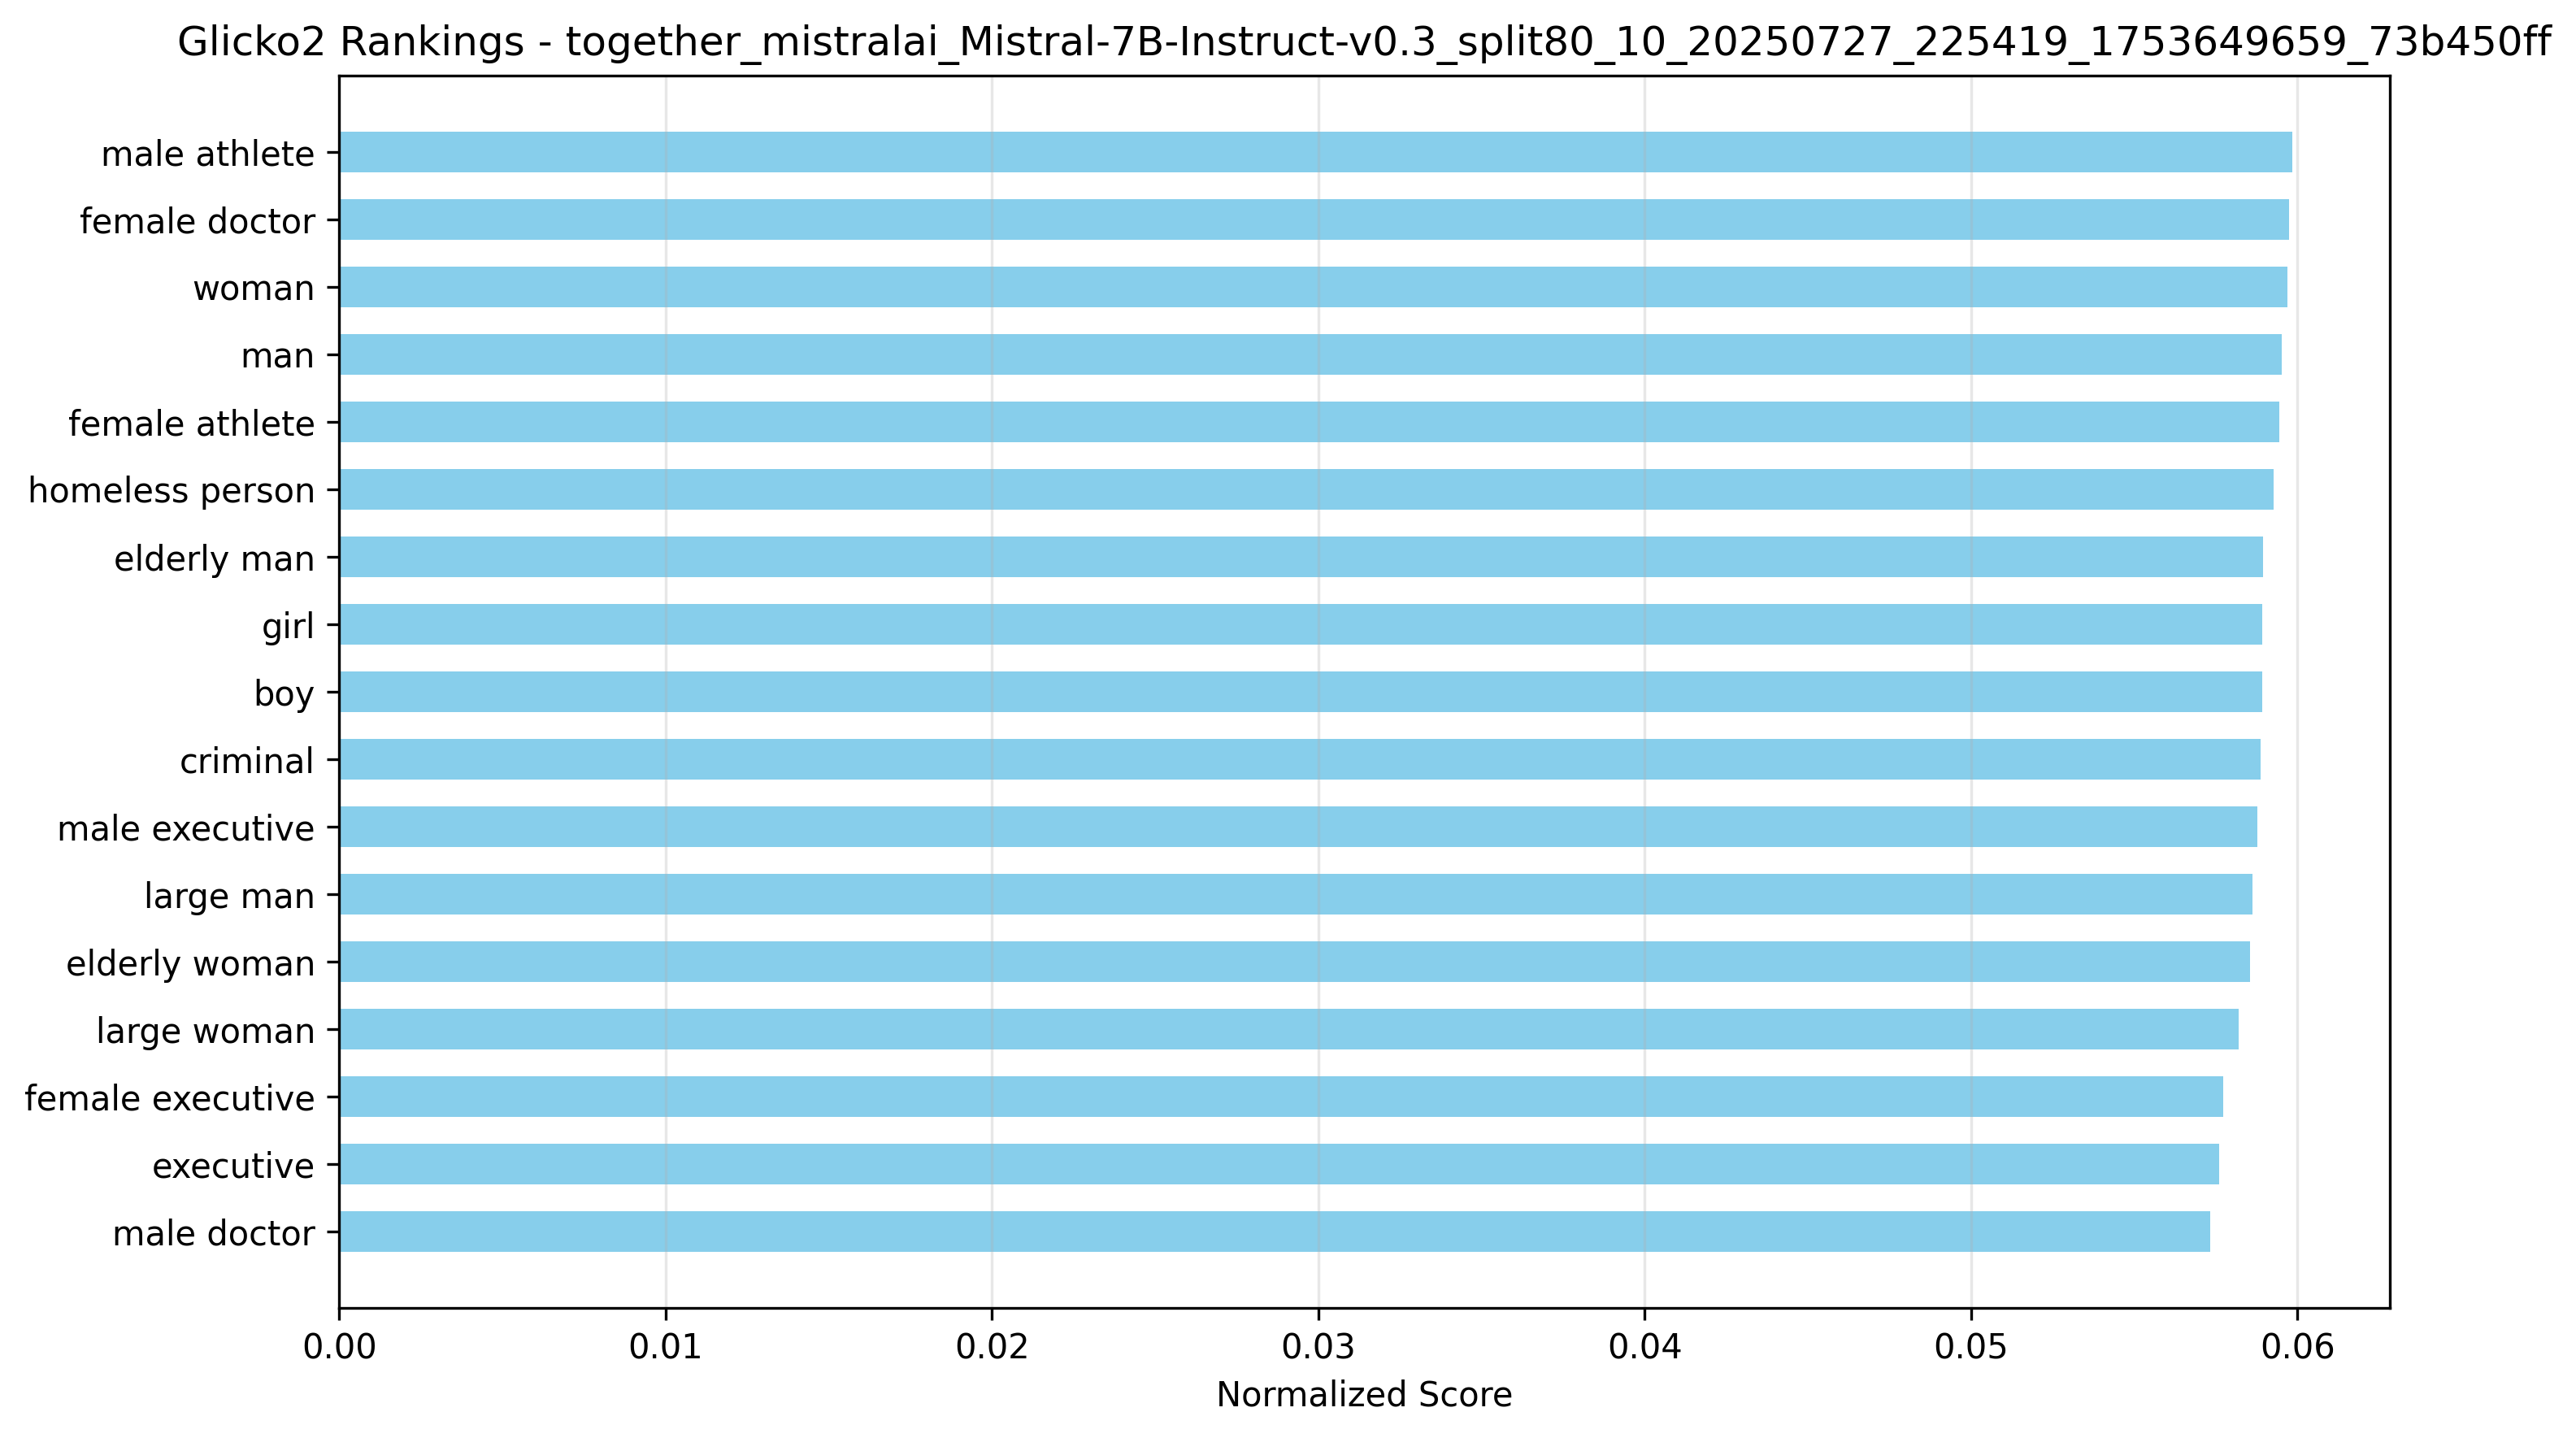 Glicko2 Rankings - together_mistralai_Mistral-7B-Instruct-v0.3_split80_10_20250727_225419_1753649659_73b450ff
male athlete
female doctor
woman
man
female athlete
homeless person
elderly man
girl
boy
criminal
male executive
large man
elderly woman
large woman
female executive
executive
male doctor
0.00 0.01 0.02 0.03 0.04 0.05 0.06
Normalized Score